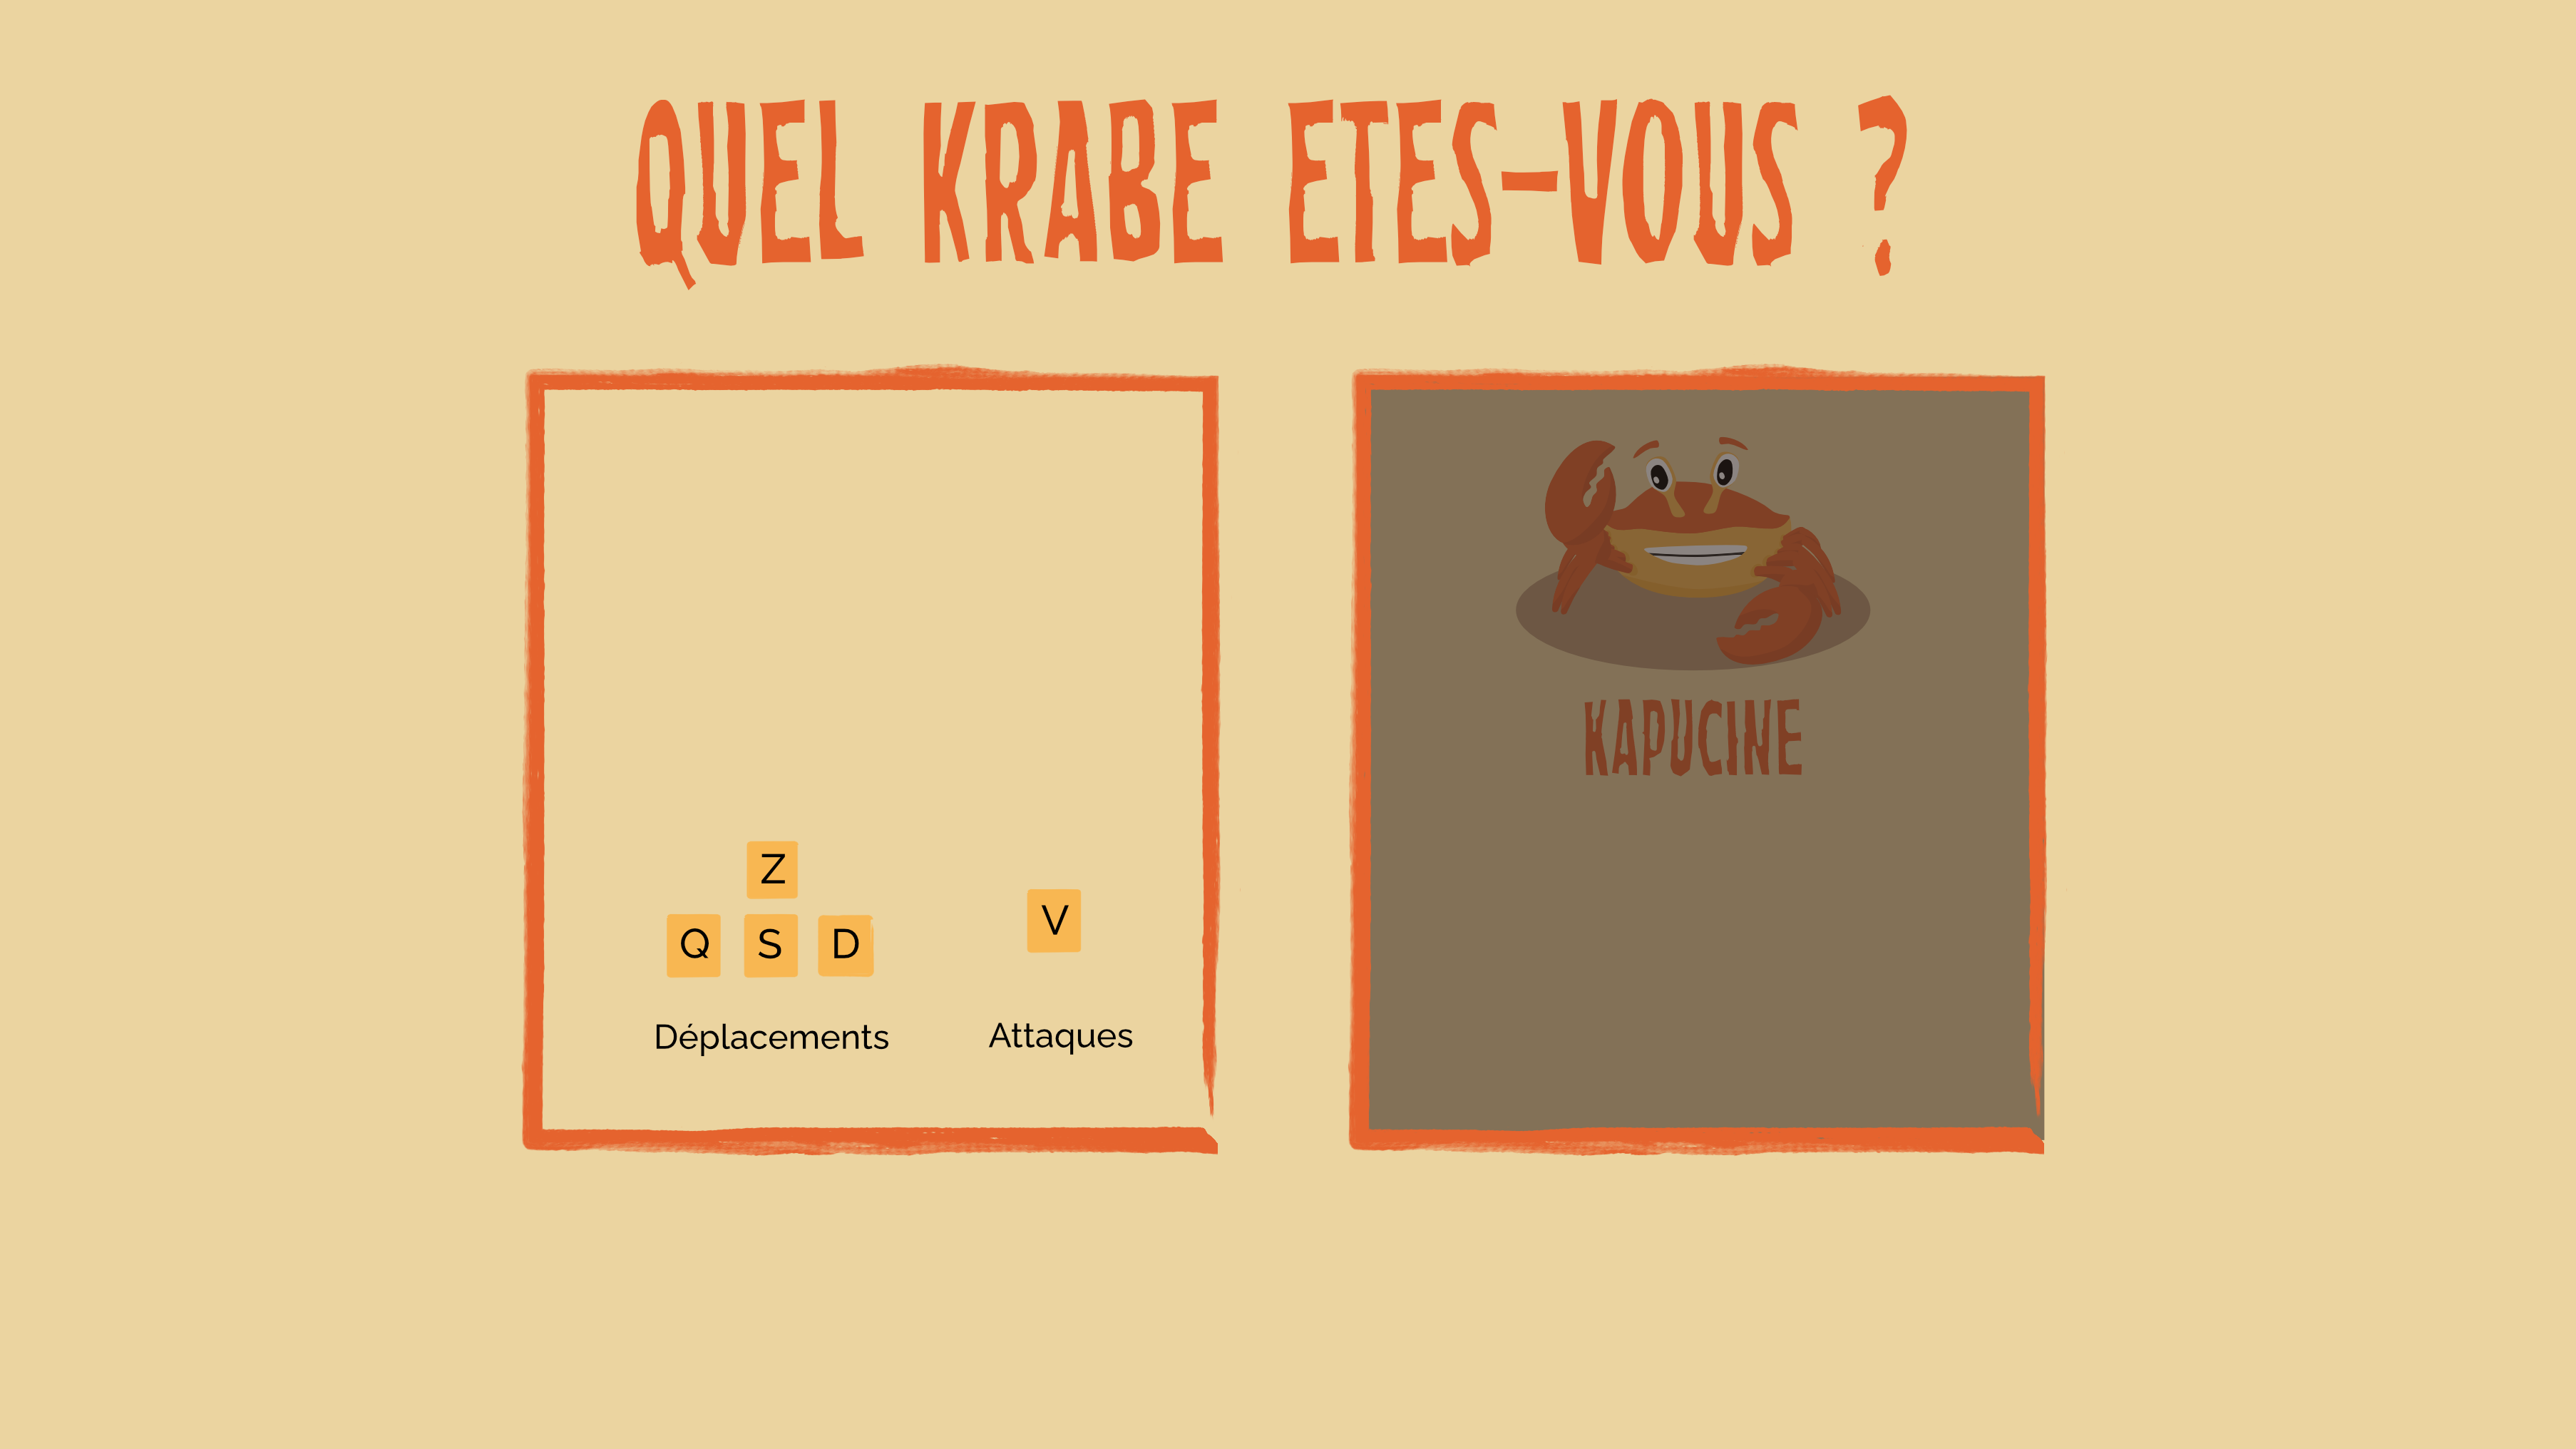 QUEL KRABE ETES-VOUS ?
KAPUCINE
Z
Q S D
V
Déplacements
Attaques